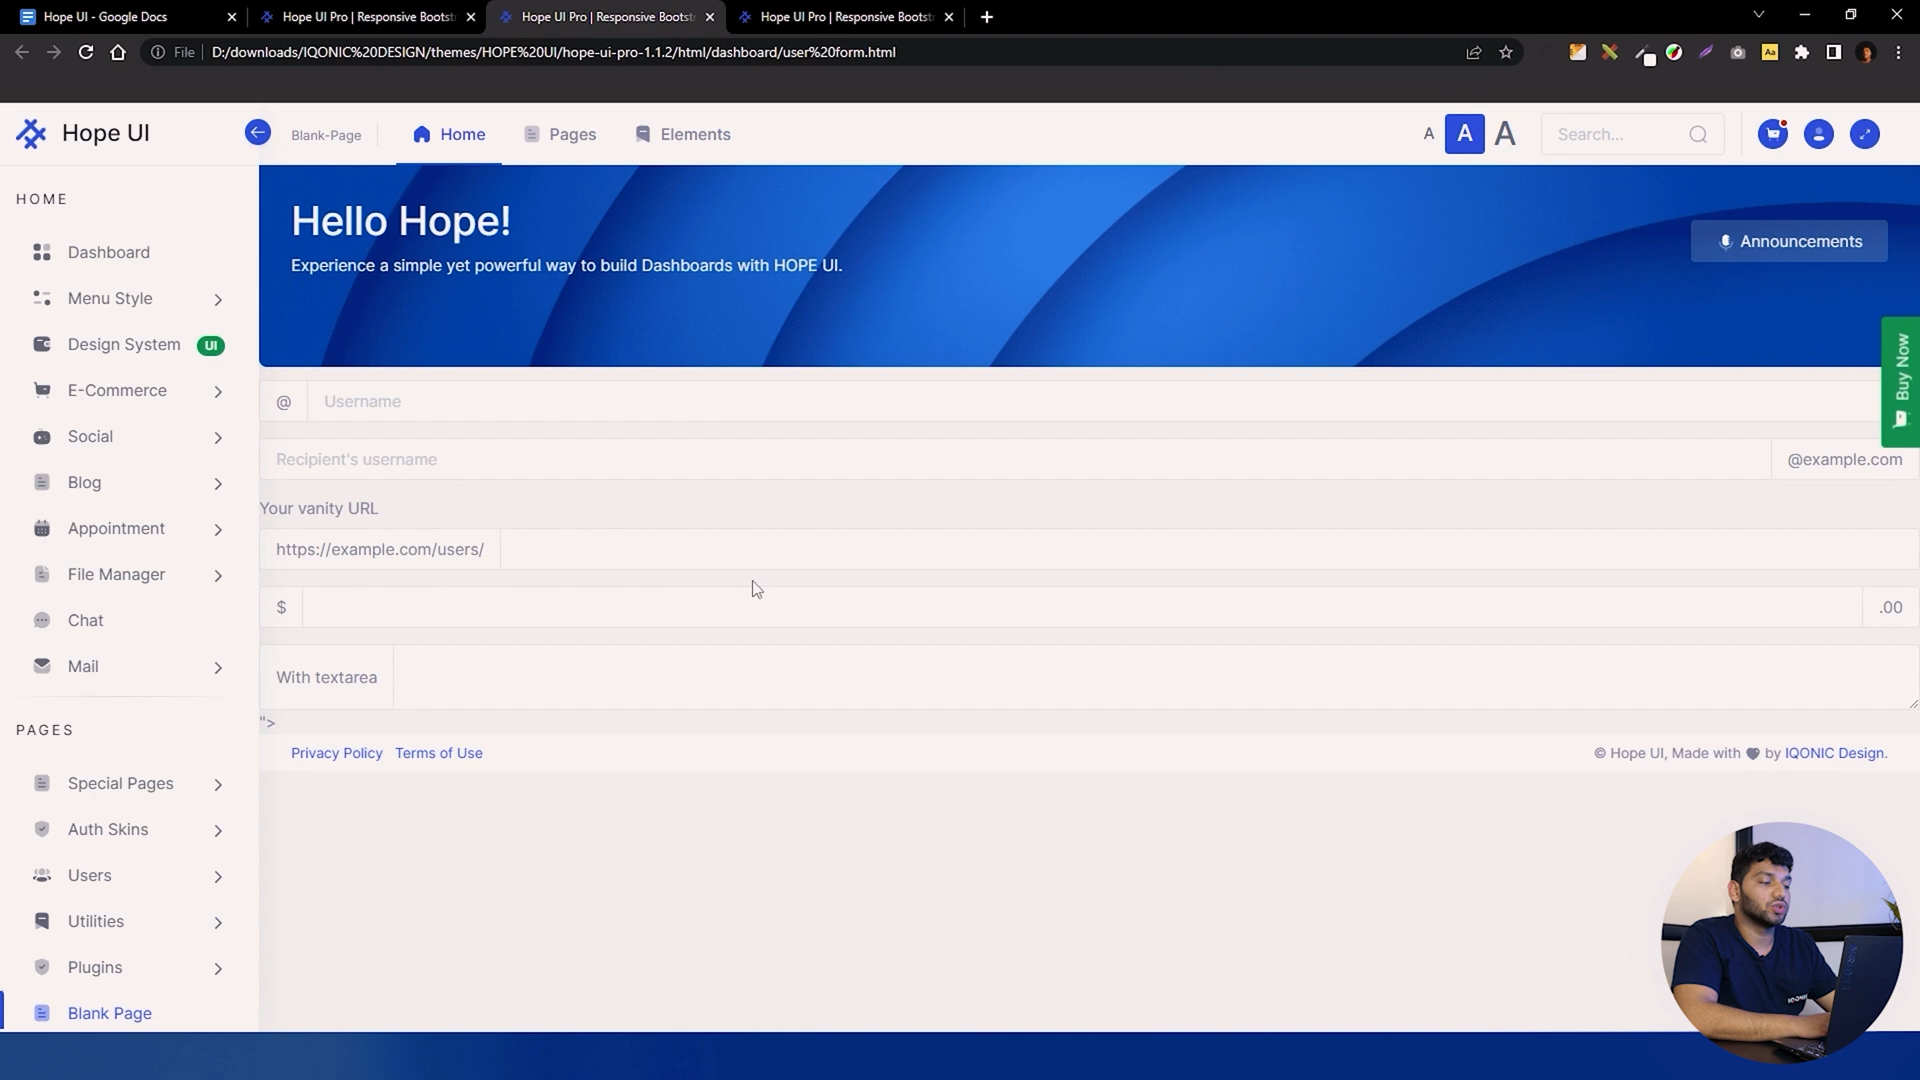 Hope UI - Google Docs
Hope UI Pro | Responsive Bootst
Hope UI Pro | Responsive Bootst
Hope UI Pro | Responsive Bootst
File D:/downloads/IQONIC%20DESIGN/themes/HOPE%20UI/hope-ui-pro-1.1.2/html/dashboard/user%20form.html
Aa
Hope UI
Blank-Page
Home
Pages
Elements
A A A
Search...
HOME
Dashboard
Menu Style
Design System UI
E-Commerce
Social
Blog
Appointment
File Manager
Chat
Mail
PAGES
Special Pages
Auth Skins
Users
Utilities
Plugins
Blank Page
Hello Hope!
Experience a simple yet powerful way to build Dashboards with HOPE UI.
Announcements
Buy Now
@ Username
Recipient's username @example.com
Your vanity URL
https://example.com/users/
$ .00
With textarea
">
Privacy Policy Terms of Use
© Hope UI, Made with by IQONIC Design.